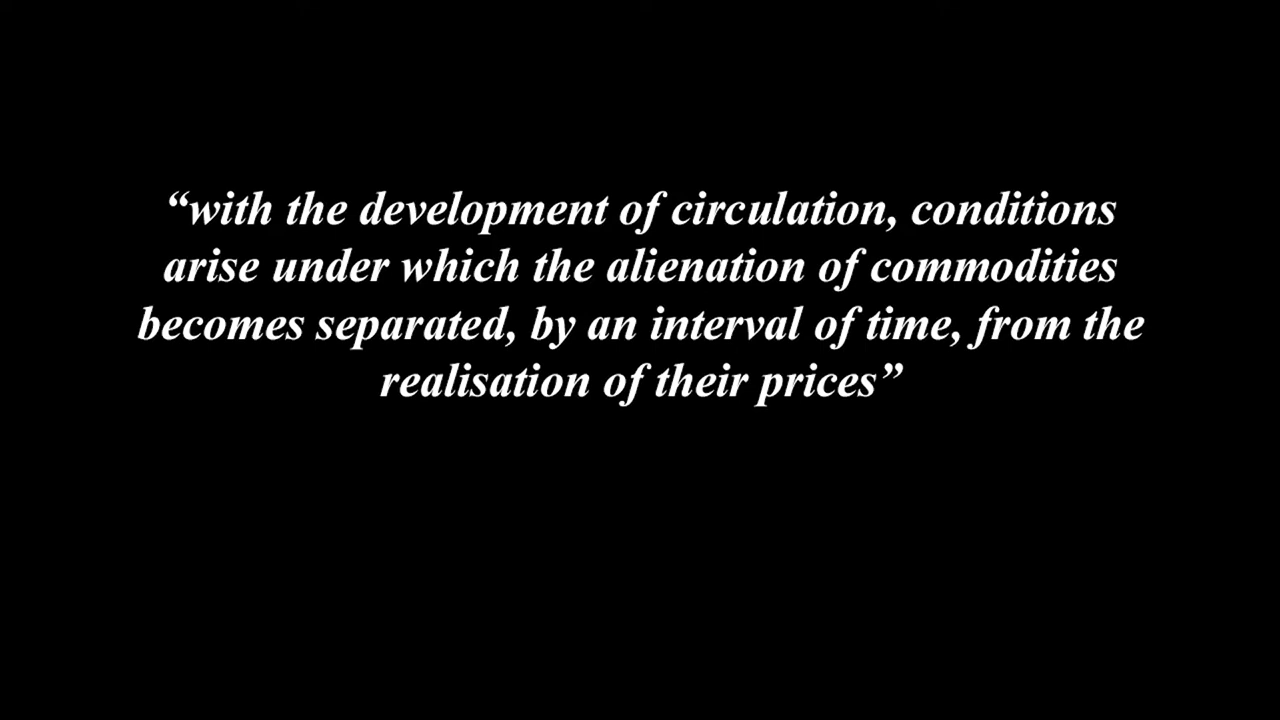 “with the development of circulation, conditions
arise under which the alienation of commodities
becomes separated, by an interval of time, from the
realisation of their prices”